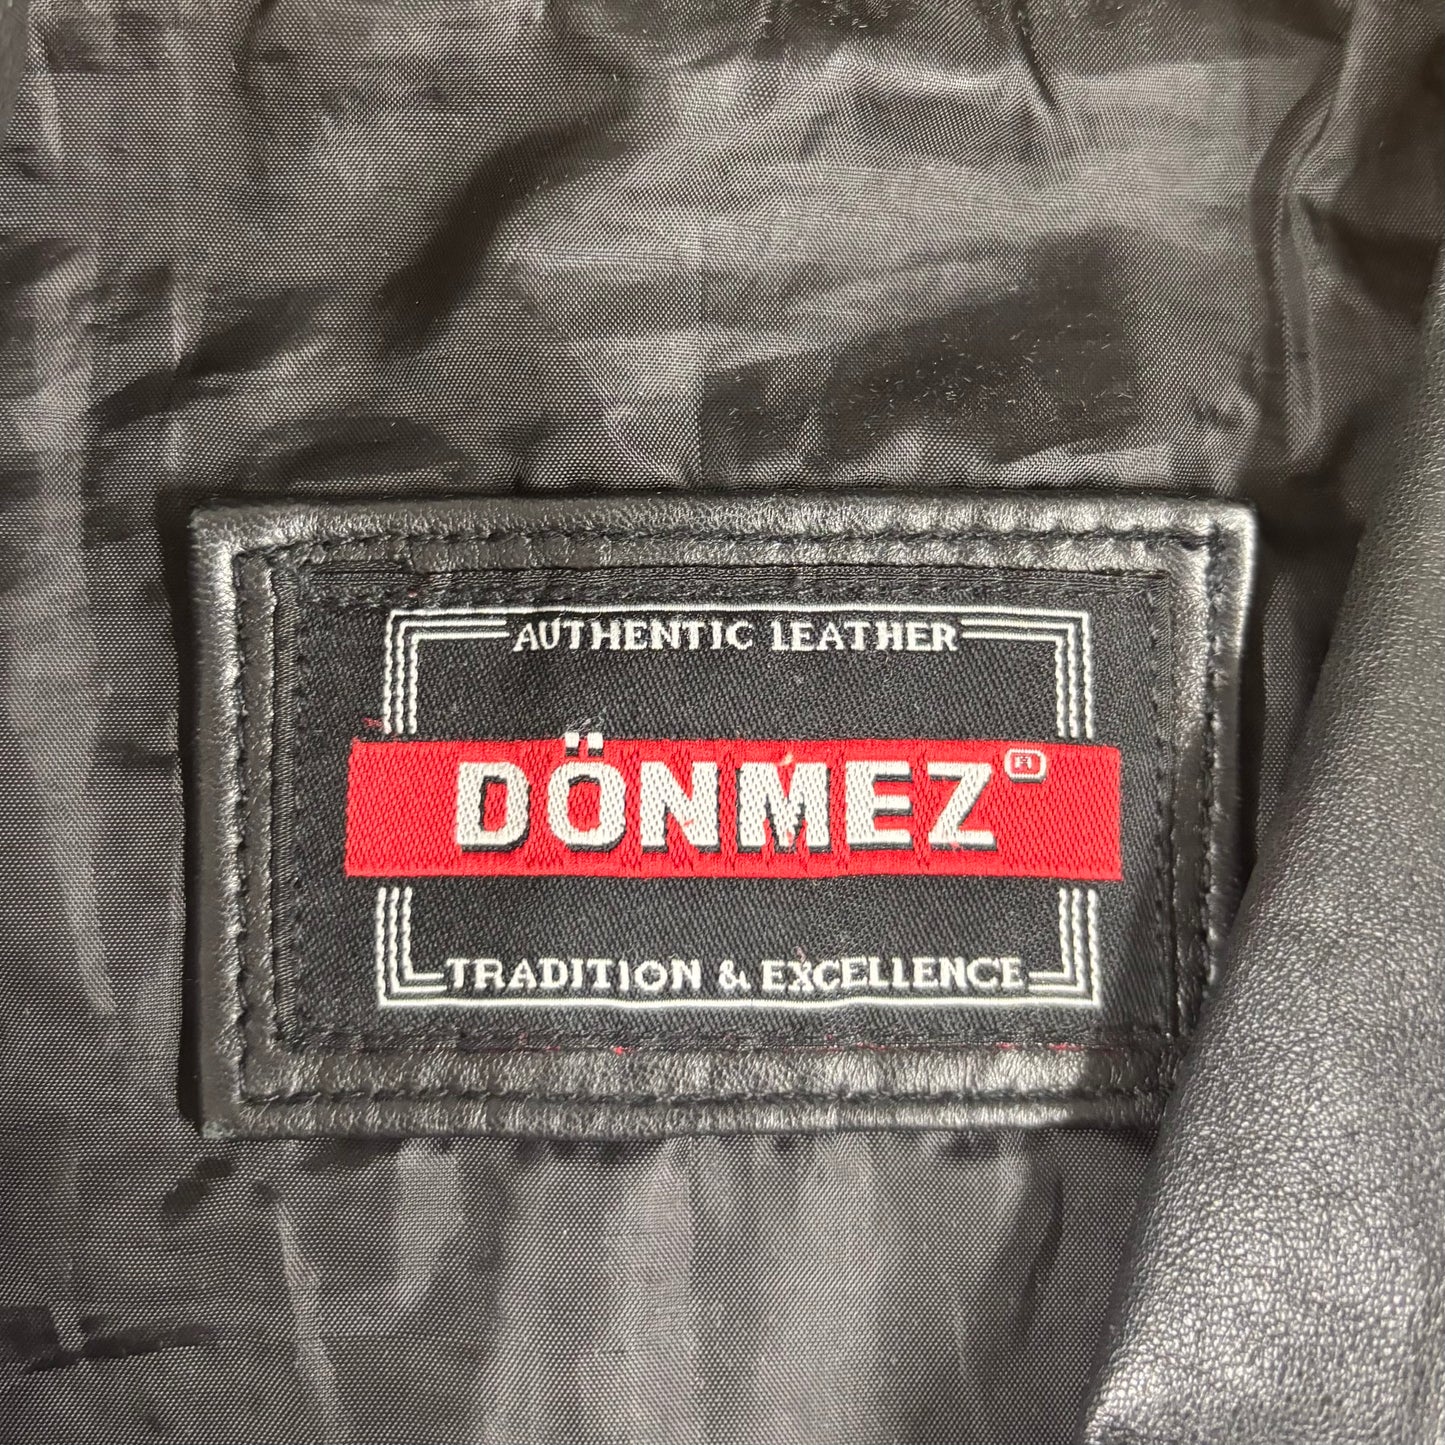 AUTHENTIC LEATHER
DÖNMEZ®
TRADITION & EXCELLENCE